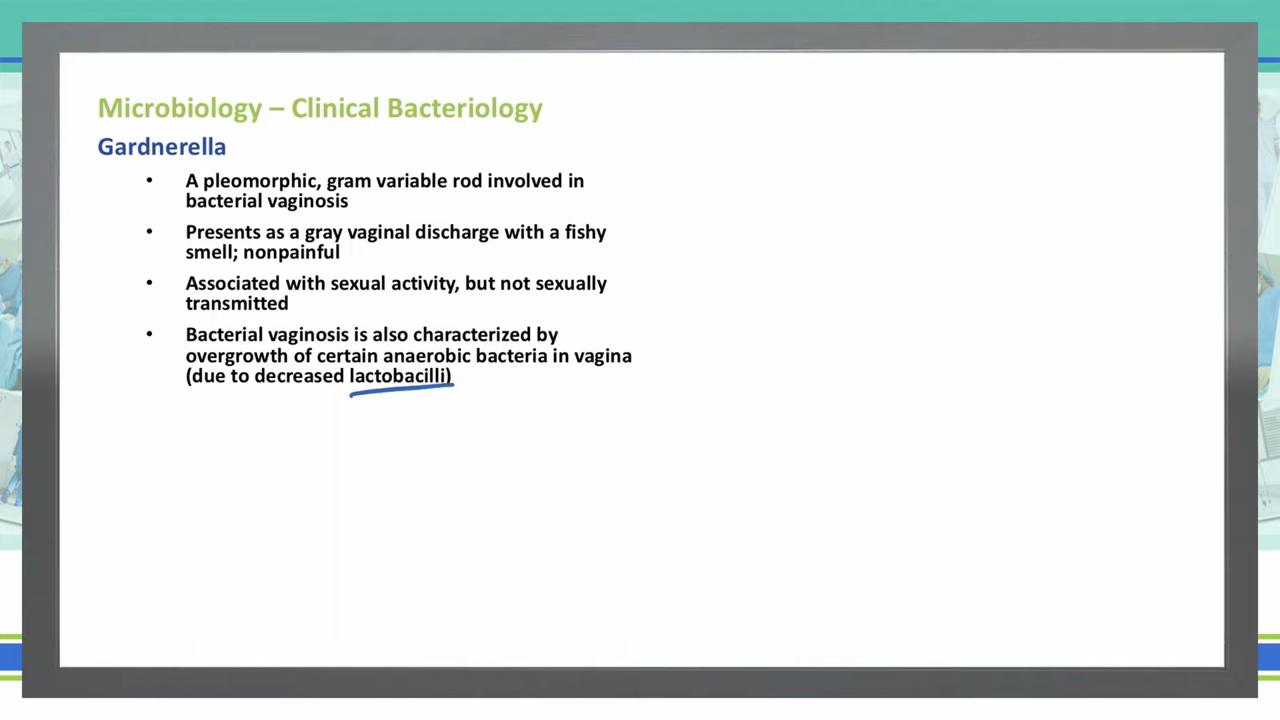 Microbiology – Clinical Bacteriology
Gardnerella
• A pleomorphic, gram variable rod involved in
bacterial vaginosis
• Presents as a gray vaginal discharge with a fishy
smell; nonpainful
• Associated with sexual activity, but not sexually
transmitted
• Bacterial vaginosis is also characterized by
overgrowth of certain anaerobic bacteria in vagina
(due to decreased lactobacilli)